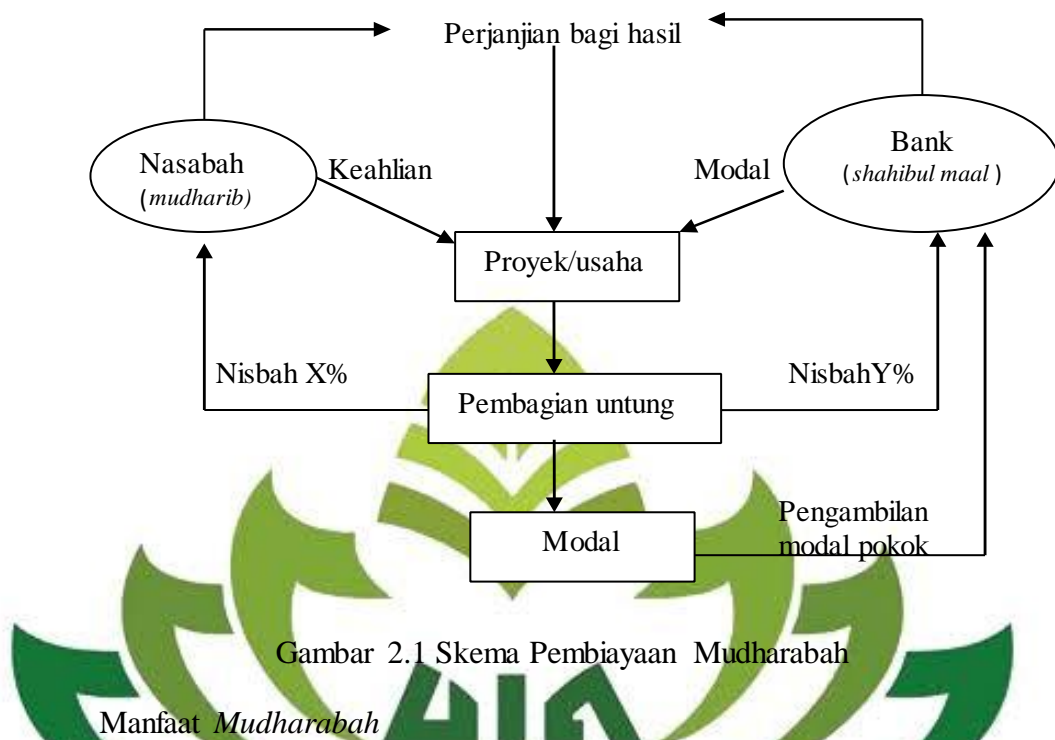 Perjanjian bagi hasil
Nasabah
(mudharib)
Keahlian
Modal
Bank
(shahibul maal)
Proyek/usaha
Nisbah X%
NisbahY%
Pembagian untung
Modal
Pengambilan
modal pokok
Gambar 2.1 Skema Pembiayaan Mudharabah
Manfaat Mudharabah